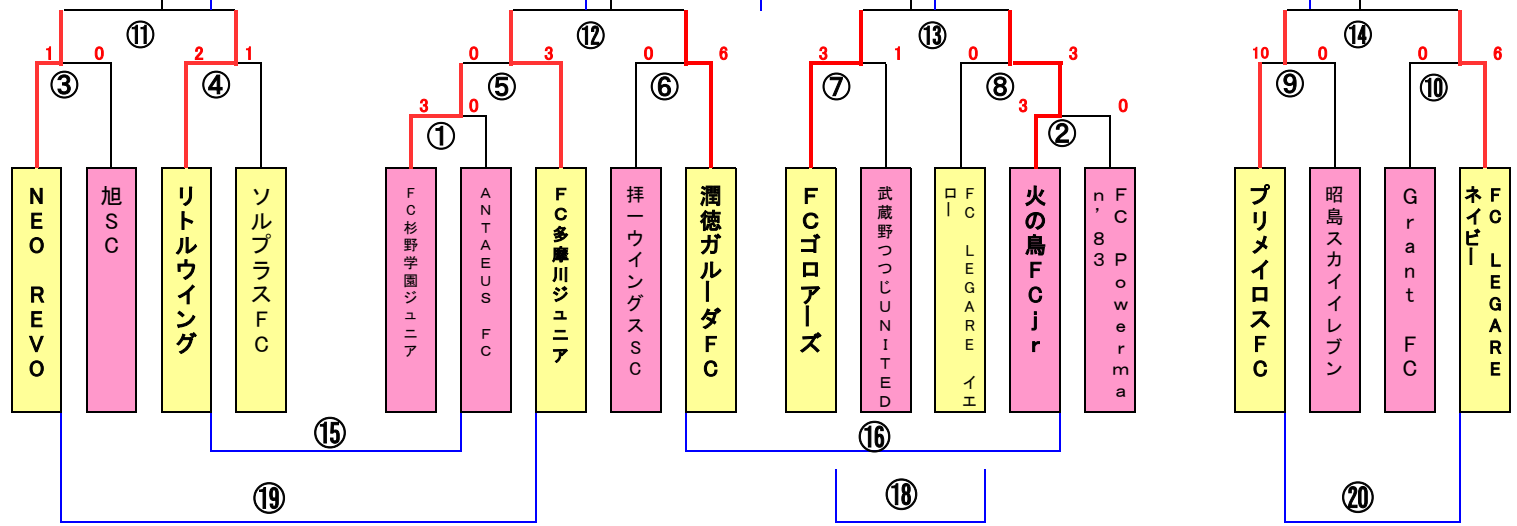 ⑪
⑫
⑬
⑭
1
0
2
1
0
3
0
6
3
1
0
3
10
0
0
6
③
④
⑤
⑥
⑦
⑧
⑨
⑩
3
0
3
0
①
②
NEO REVO
旭SC
リトルウイング
ソルプラスFC
FC杉野学園ジュニア
ANTAEUS FC
FC多摩川ジュニア
拝一ウイングスSC
潤徳ガルーダFC
FCゴロアーズ
武蔵野つつじUNITED
FC LEGARE イエ
ロー
火の鳥FCjr
FC Powerma
n'83
プリメイロスFC
昭島スカイイレブン
Grant FC
FC LEGARE
ネイビー
⑮
⑯
⑲
⑱
⑳